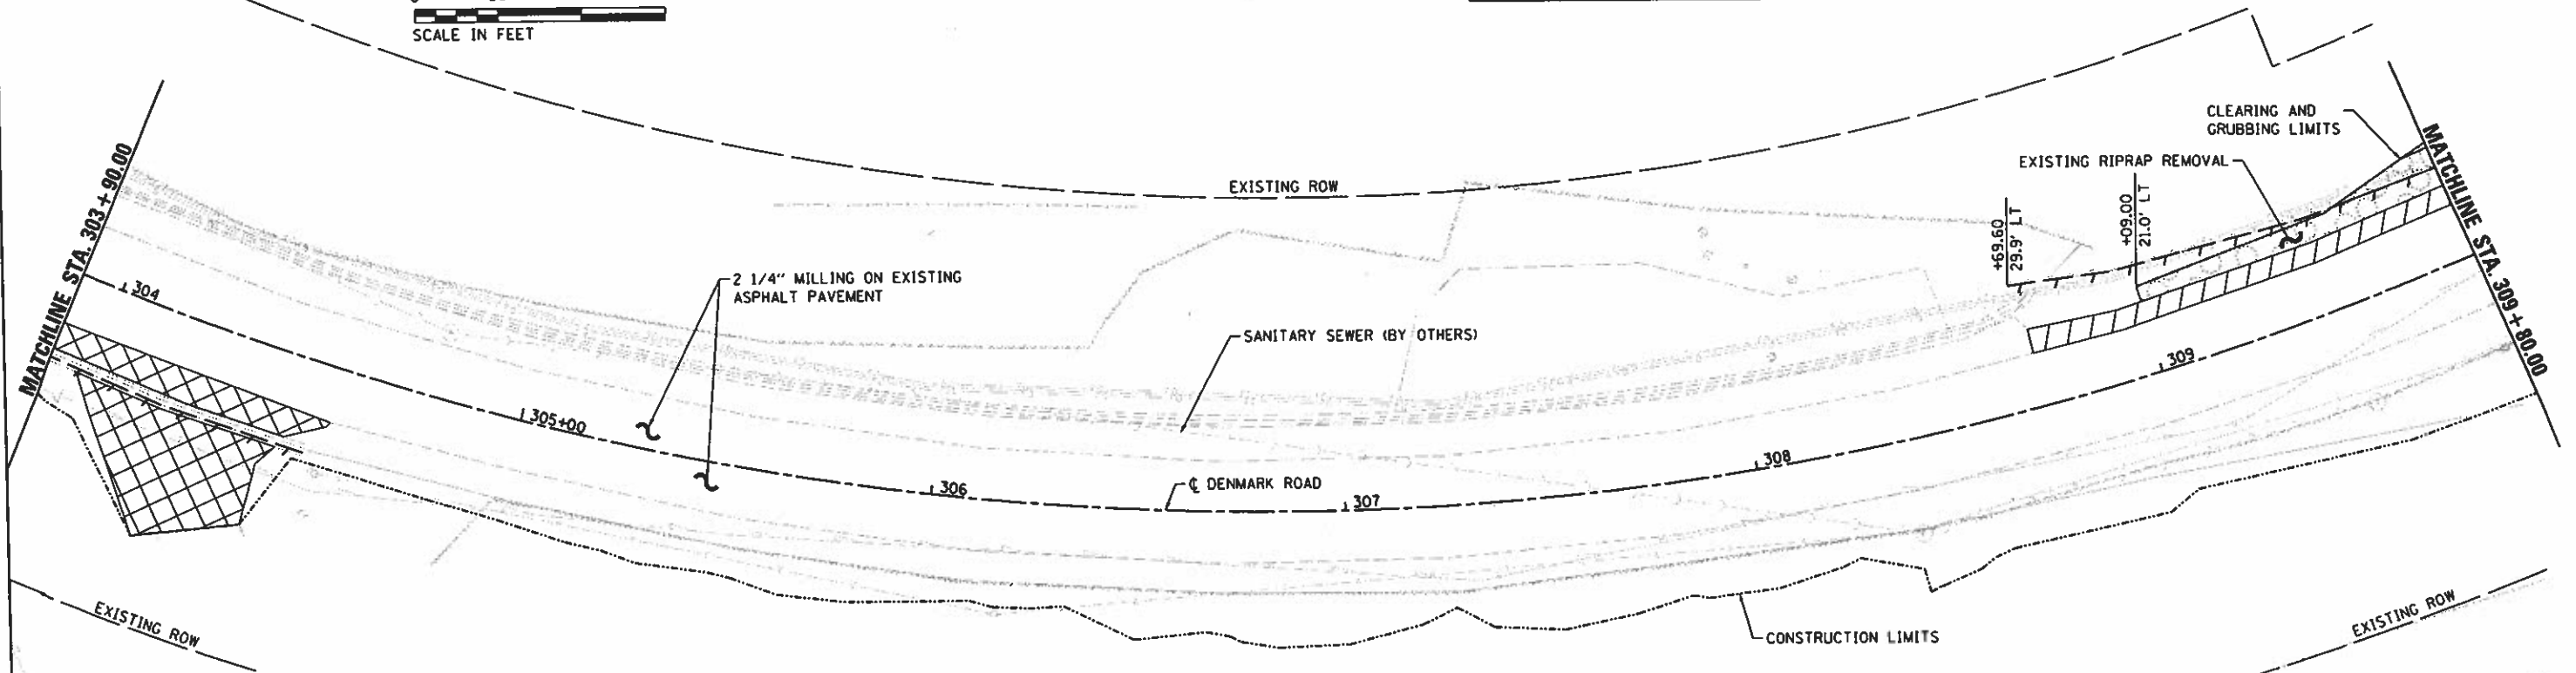 SCALE IN FEET
MATCHLINE STA. 303+90.00
304
EXISTING ROW
2 1/4" MILLING ON EXISTING
ASPHALT PAVEMENT
305+00
SANITARY SEWER (BY OTHERS)
306
℄ DENMARK ROAD
307
308
309
+69.60
29.9' LT
+09.00
21.0' LT
CLEARING AND
GRUBBING LIMITS
EXISTING RIPRAP REMOVAL
MATCHLINE STA. 309+80.00
EXISTING ROW
CONSTRUCTION LIMITS
EXISTING ROW